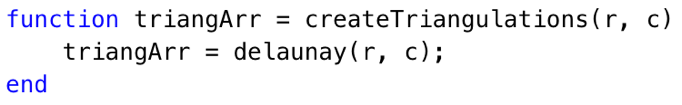 function triangArr = createTriangulations(r, c)
    triangArr = delaunay(r, c);
end